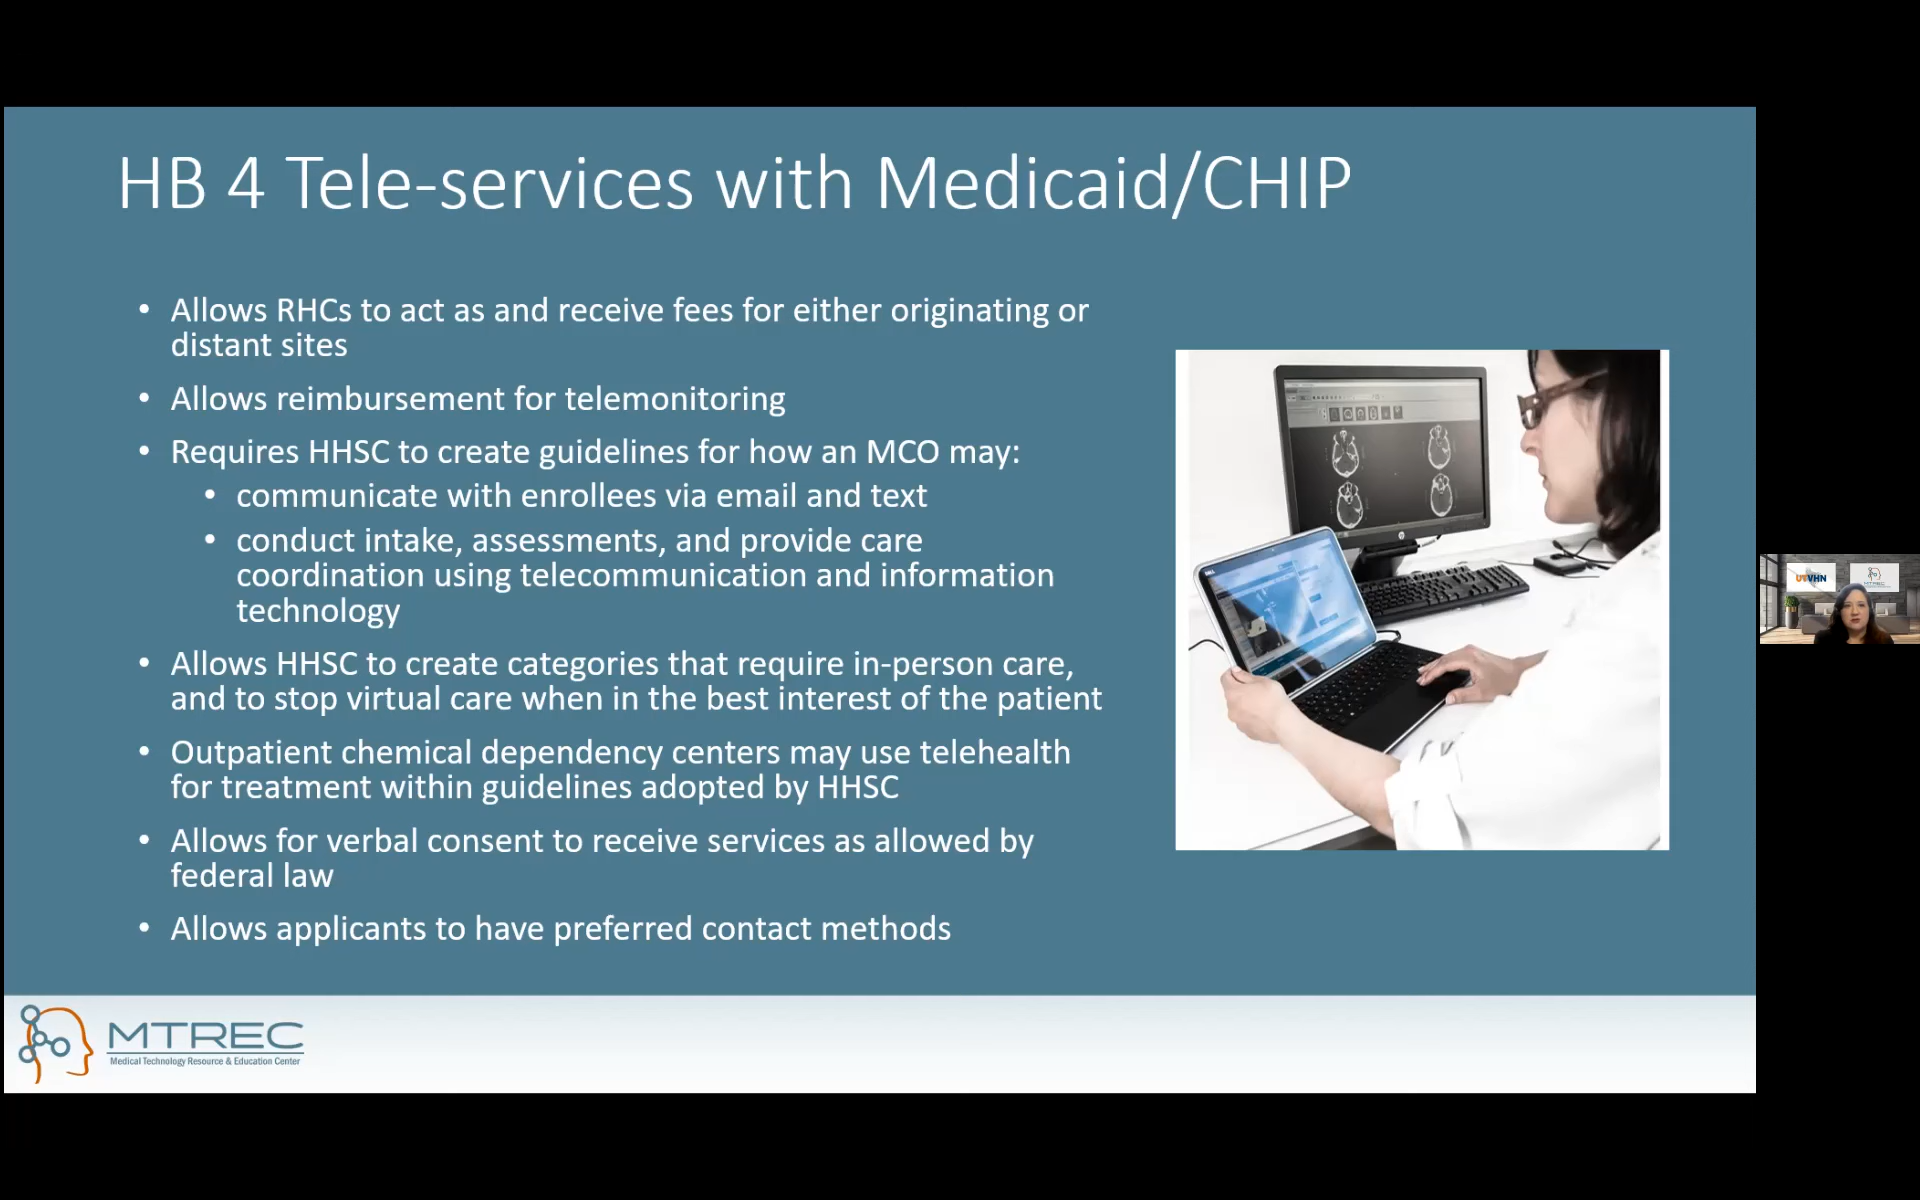 HB 4 Tele-services with Medicaid/CHIP
• Allows RHCs to act as and receive fees for either originating or
distant sites
• Allows reimbursement for telemonitoring
• Requires HHSC to create guidelines for how an MCO may:
• communicate with enrollees via email and text
• conduct intake, assessments, and provide care
coordination using telecommunication and information
technology
• Allows HHSC to create categories that require in-person care,
and to stop virtual care when in the best interest of the patient
• Outpatient chemical dependency centers may use telehealth
for treatment within guidelines adopted by HHSC
• Allows for verbal consent to receive services as allowed by
federal law
• Allows applicants to have preferred contact methods
MTREC
Medical Technology Resource & Education Center
MTREC